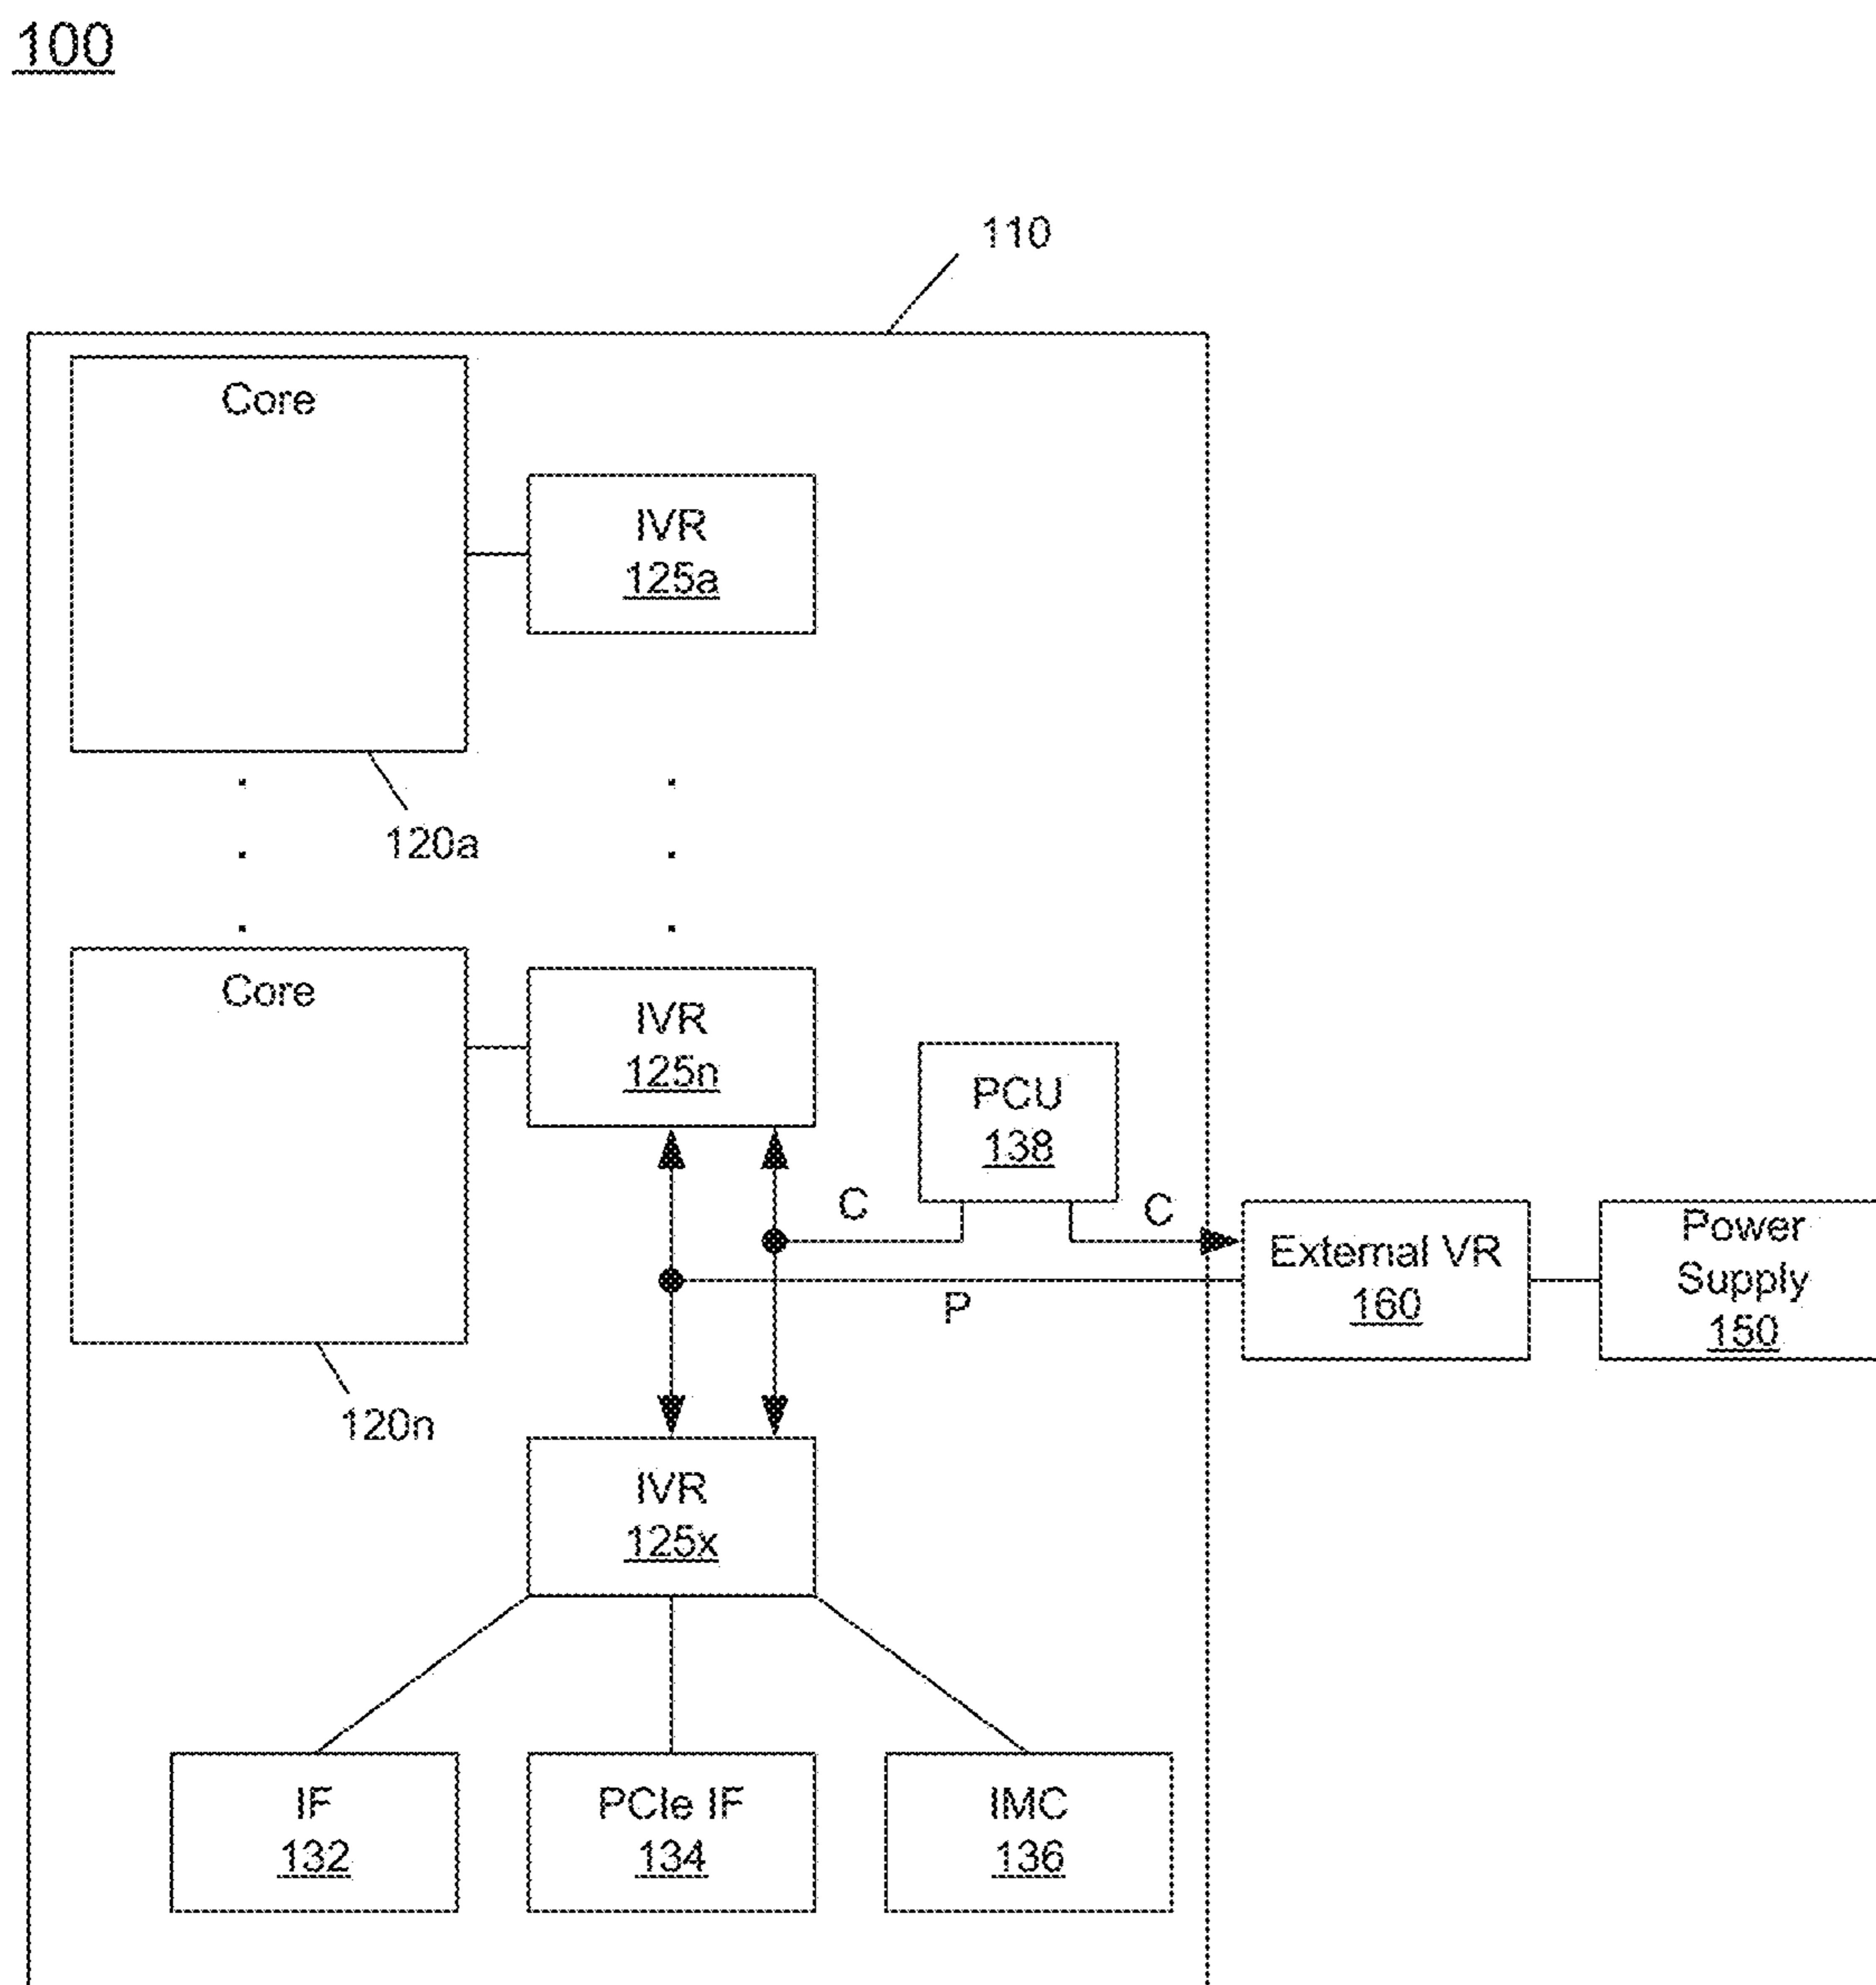 100
110
Core
IVR
125a
120a
Core
IVR
125n
PCU
138
C
C
External VR
160
Power
Supply
150
P
120n
IVR
125x
IF
132
PCIe IF
134
IMC
136